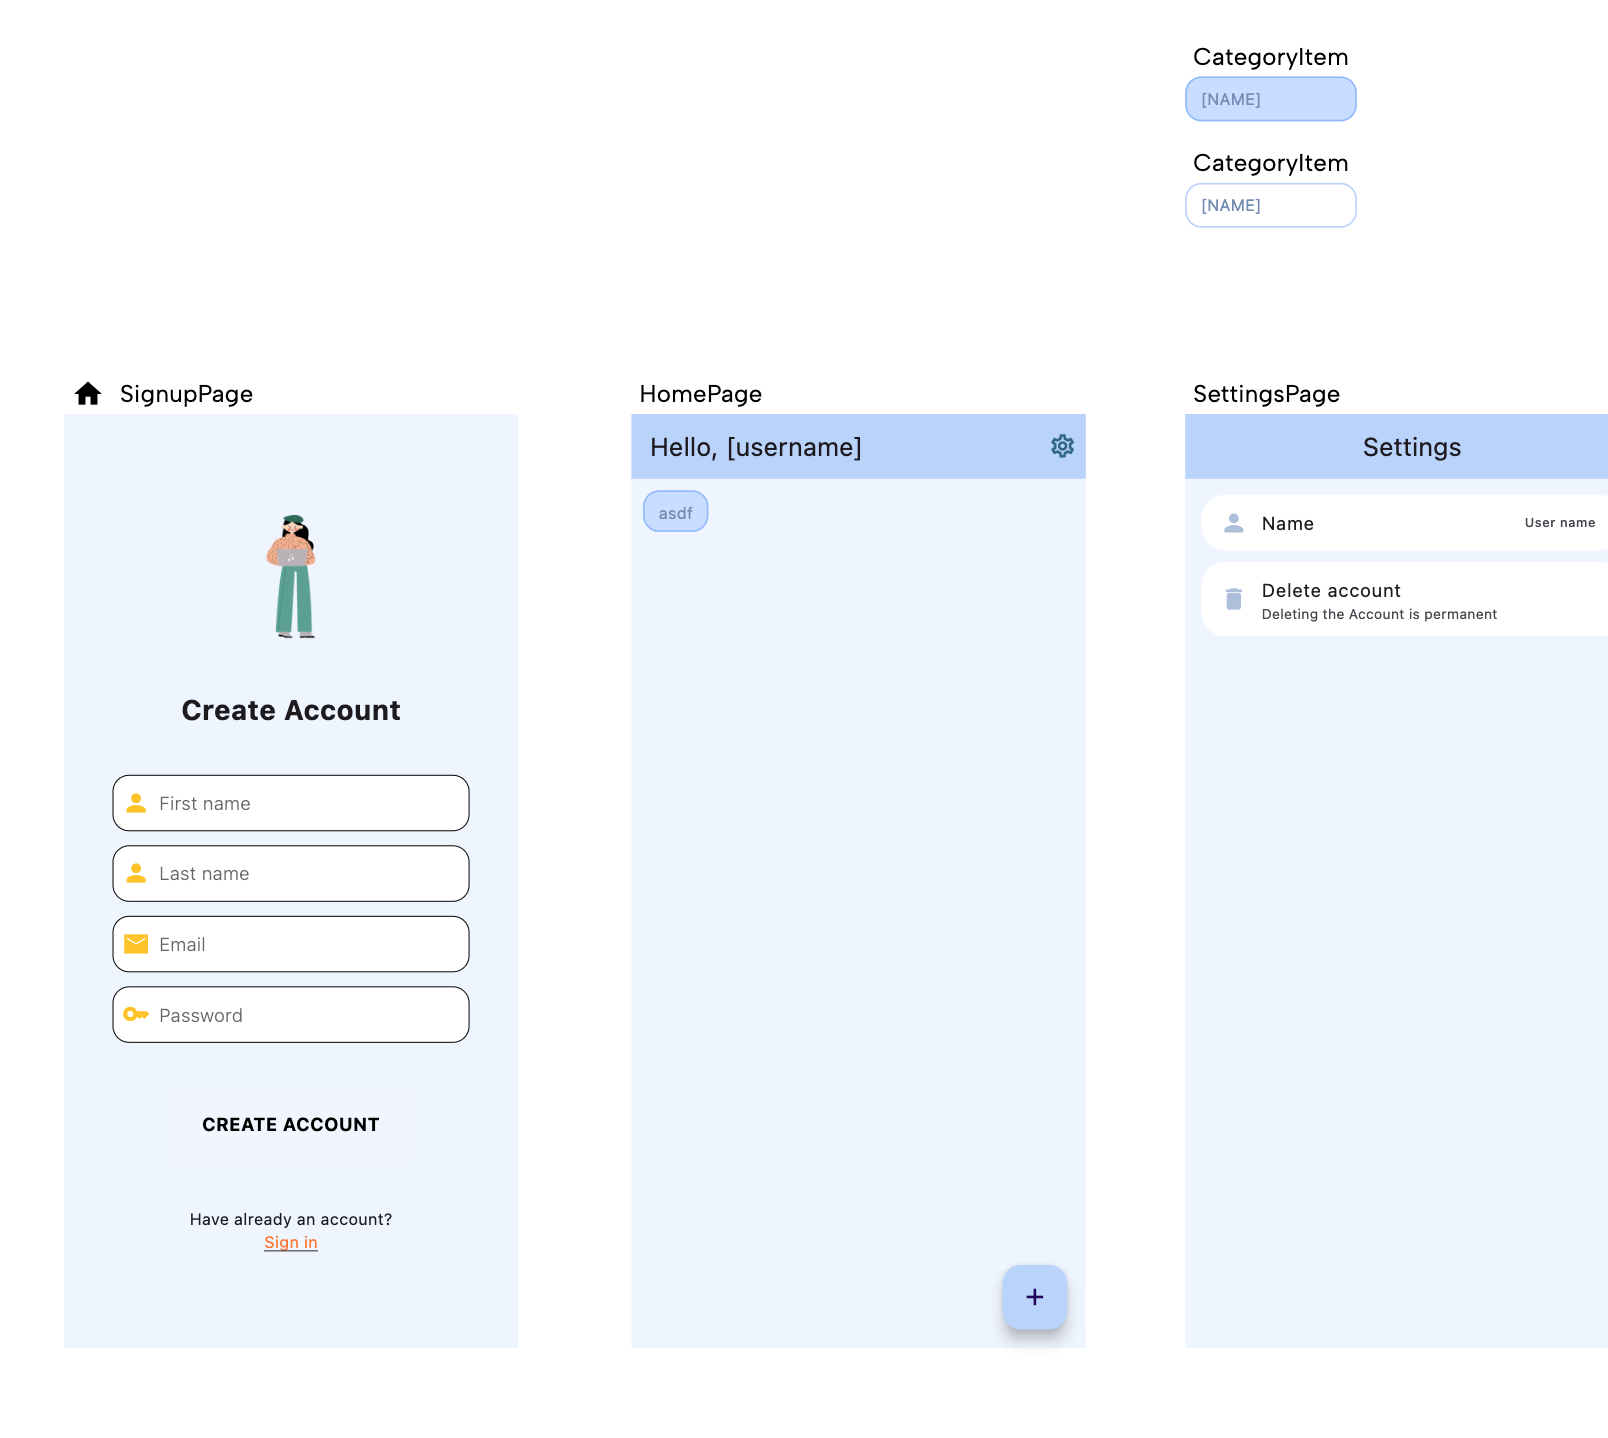 CategoryItem
[NAME]
CategoryItem
[NAME]
SignupPage
Create Account
First name
Last name
Email
Password
CREATE ACCOUNT
Have already an account?
Sign in
HomePage
Hello, [username]
asdf
+
SettingsPage
Settings
Name
User name
Delete account
Deleting the Account is permanent